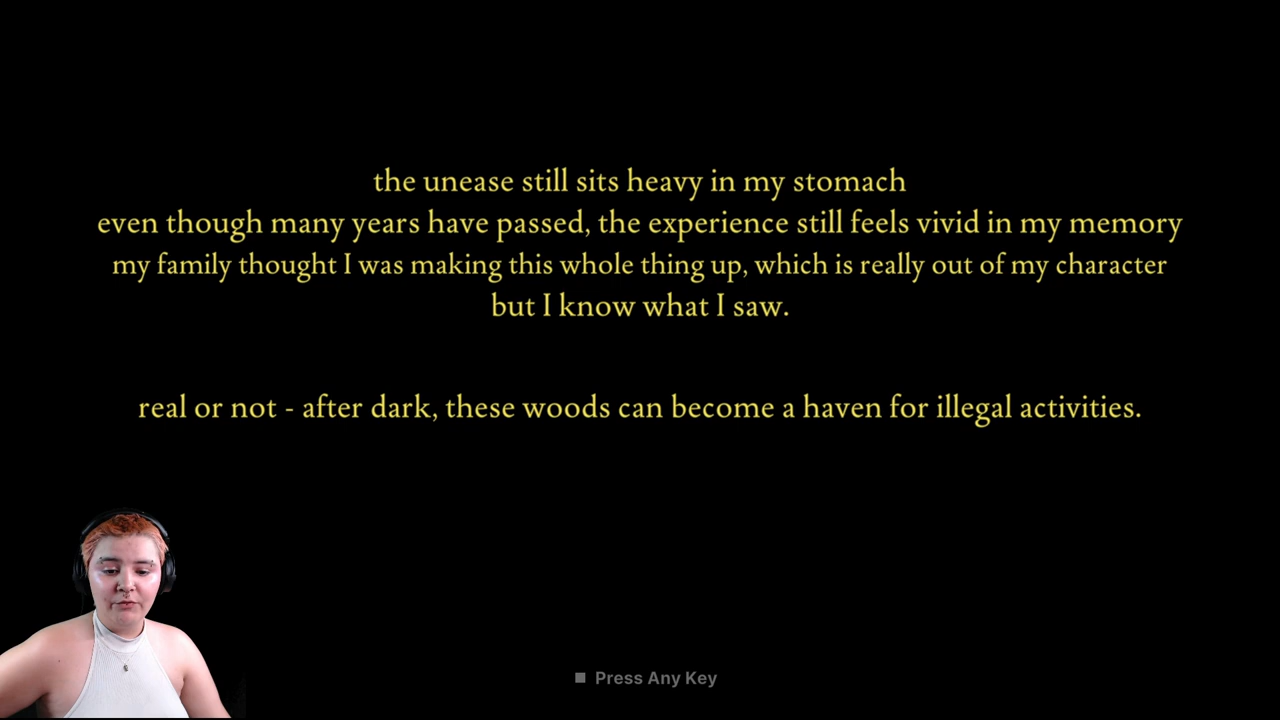 the unease still sits heavy in my stomach
even though many years have passed, the experience still feels vivid in my memory
my family thought I was making this whole thing up, which is really out of my character
but I know what I saw.
real or not - after dark, these woods can become a haven for illegal activities.
Press Any Key